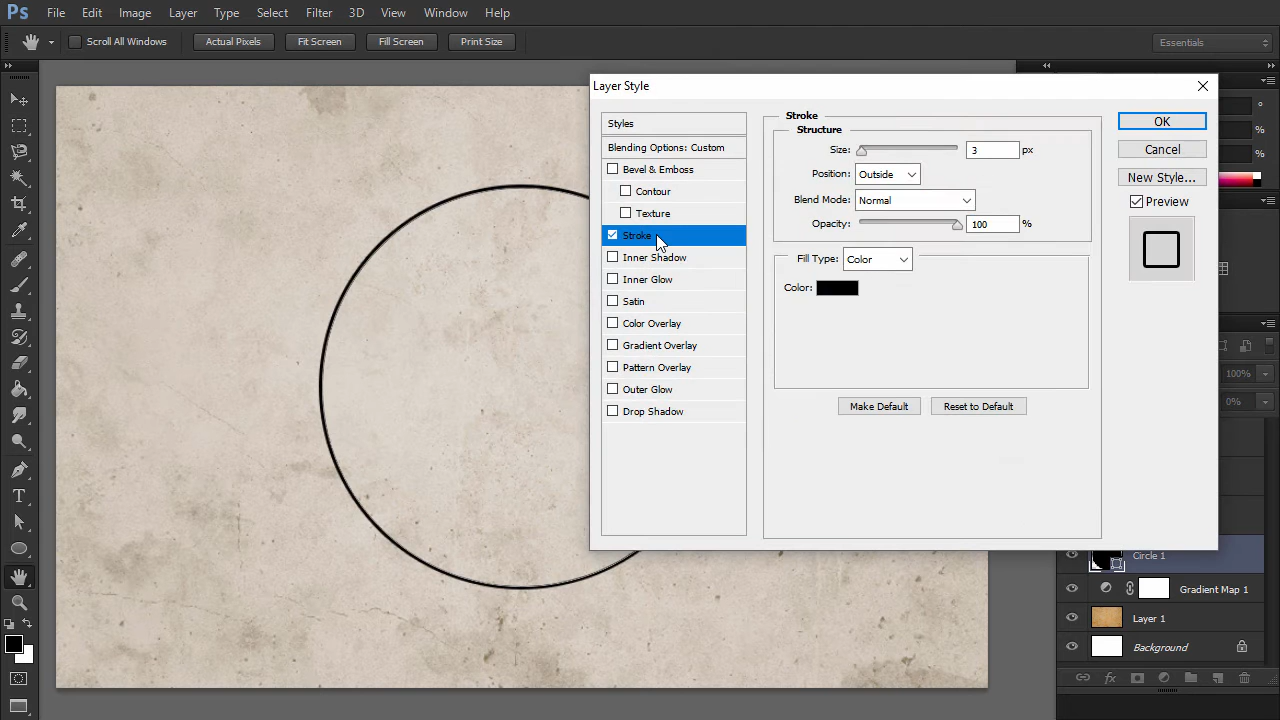 Ps File Edit Image Layer Type Select Filter 3D View Window Help
Scroll All Windows Actual Pixels Fit Screen Fill Screen Print Size Essentials
Layer Style
Styles
Blending Options: Custom
Bevel & Emboss
Contour
Texture
Stroke
Inner Shadow
Inner Glow
Satin
Color Overlay
Gradient Overlay
Pattern Overlay
Outer Glow
Drop Shadow
Stroke
Structure
Size: 3 px
Position: Outside
Blend Mode: Normal
Opacity: 100 %
Fill Type: Color
Color:
Make Default Reset to Default
OK
Cancel
New Style...
Preview
°
%
%
100%
0%
Circle 1
Gradient Map 1
Layer 1
Background
T
fx